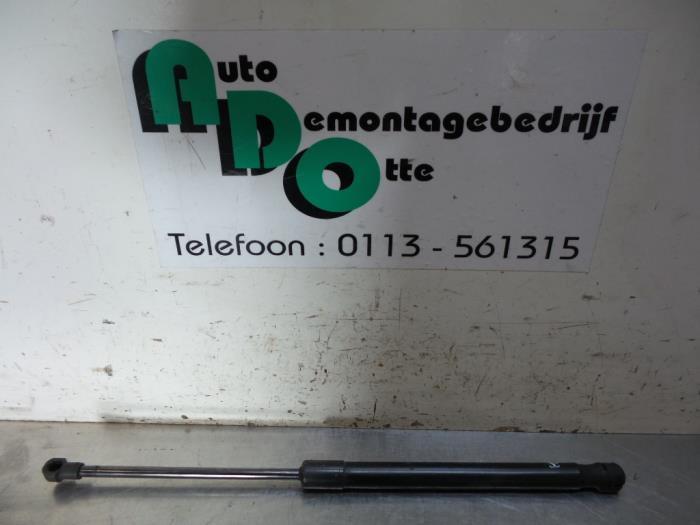 Auto
Demontagebedrijf
Otte
Telefoon : 0113 - 561315